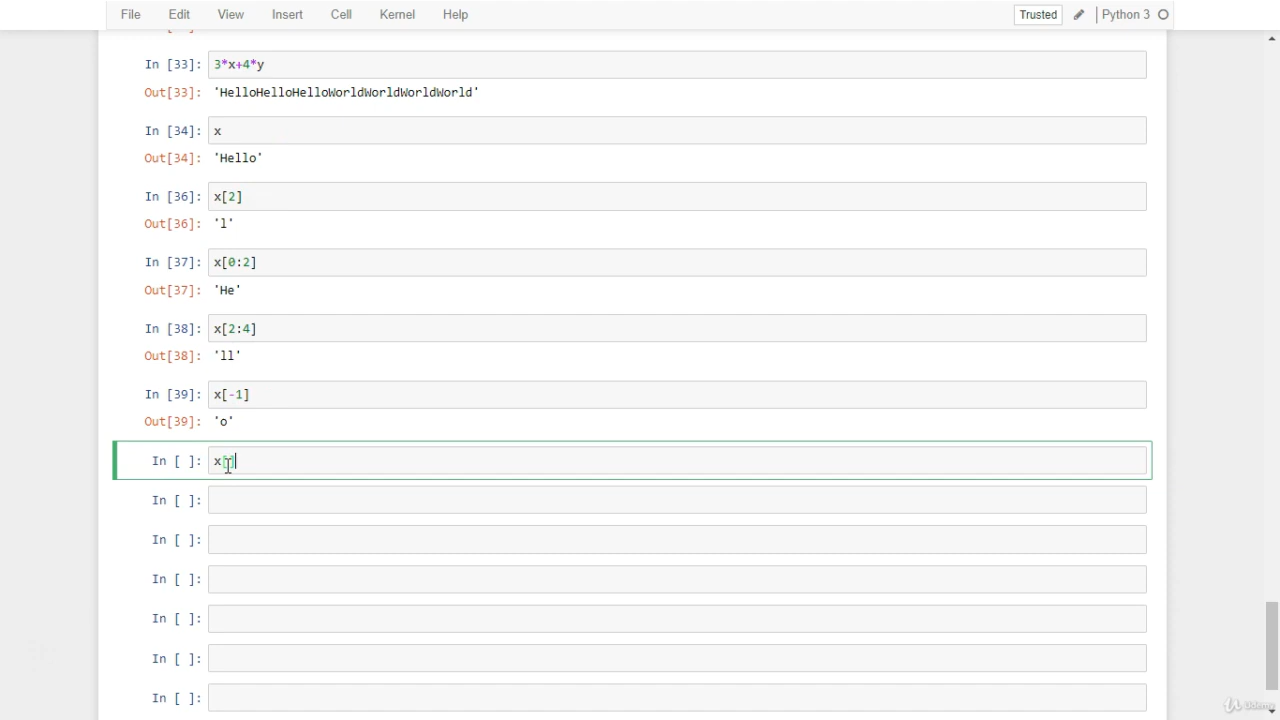 File Edit View Insert Cell Kernel Help Trusted Python 3
In [33]: 3*x+4*y
Out[33]: 'HelloHelloHelloWorldWorldWorldWorld'
In [34]: x
Out[34]: 'Hello'
In [36]: x[2]
Out[36]: 'l'
In [37]: x[0:2]
Out[37]: 'He'
In [38]: x[2:4]
Out[38]: 'll'
In [39]: x[-1]
Out[39]: 'o'
In [ ]: x[]
In [ ]:
In [ ]:
In [ ]:
In [ ]:
In [ ]:
In [ ]:
Udemy